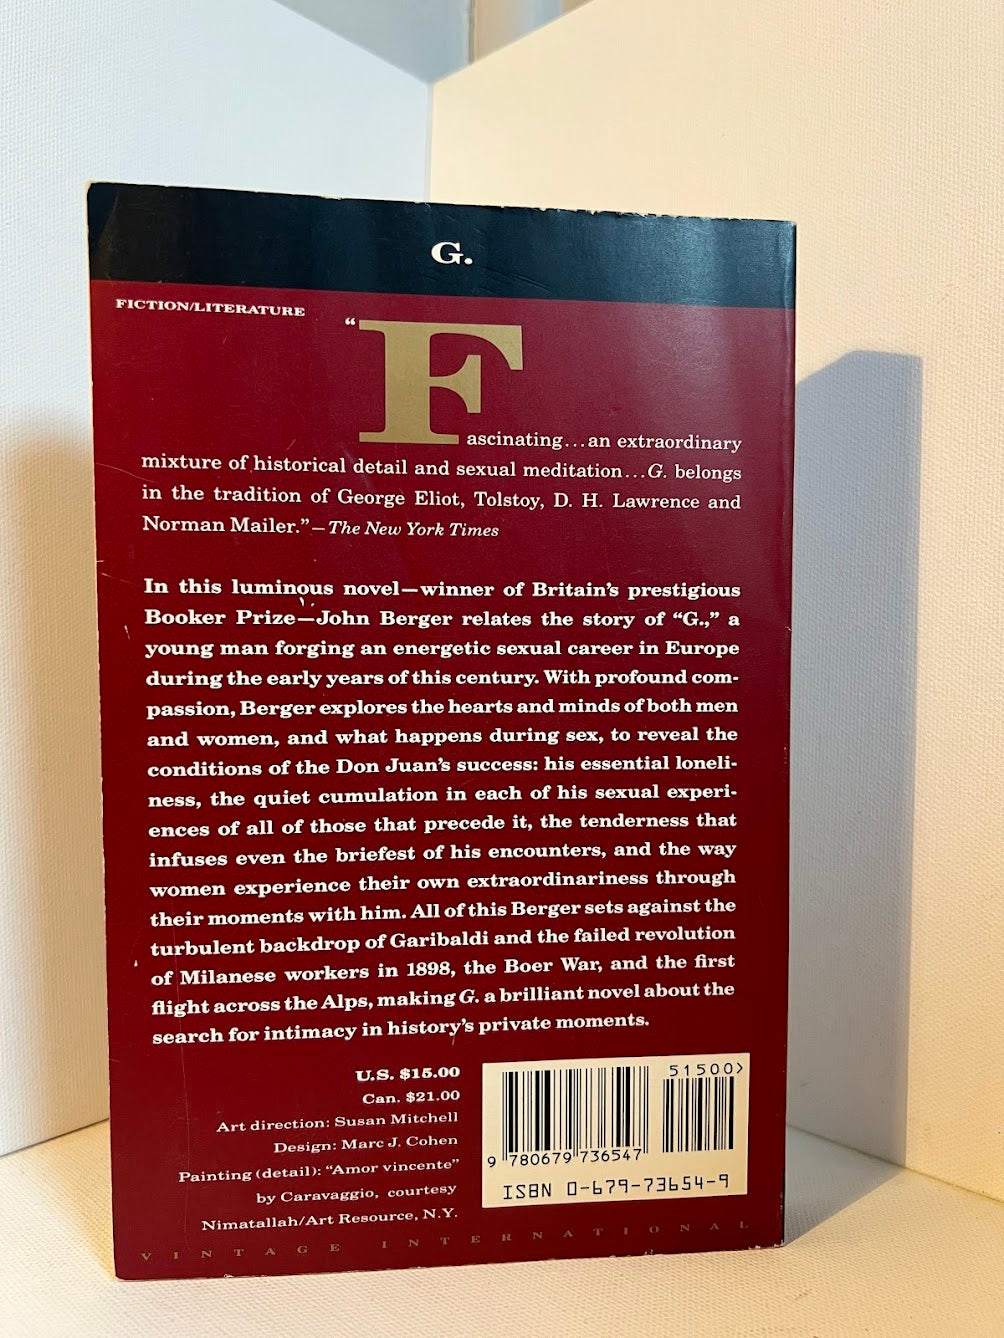 G.
FICTION/LITERATURE
“Fascinating...an extraordinary
mixture of historical detail and sexual meditation...G. belongs
in the tradition of George Eliot, Tolstoy, D. H. Lawrence and
Norman Mailer.”—The New York Times
In this luminous novel—winner of Britain’s prestigious
Booker Prize—John Berger relates the story of “G.,” a
young man forging an energetic sexual career in Europe
during the early years of this century. With profound com-
passion, Berger explores the hearts and minds of both men
and women, and what happens during sex, to reveal the
conditions of the Don Juan’s success: his essential loneli-
ness, the quiet cumulation in each of his sexual experi-
ences of all of those that precede it, the tenderness that
infuses even the briefest of his encounters, and the way
women experience their own extraordinariness through
their moments with him. All of this Berger sets against the
turbulent backdrop of Garibaldi and the failed revolution
of Milanese workers in 1898, the Boer War, and the first
flight across the Alps, making G. a brilliant novel about the
search for intimacy in history’s private moments.
U.S. $15.00
Can. $21.00
Art direction: Susan Mitchell
Design: Marc J. Cohen
Painting (detail): “Amor vincente”
by Caravaggio, courtesy
Nimatallah/Art Resource, N.Y.
51500>
9 780679 736547
ISBN 0-679-73654-9
VINTAGE INTERNATIONAL